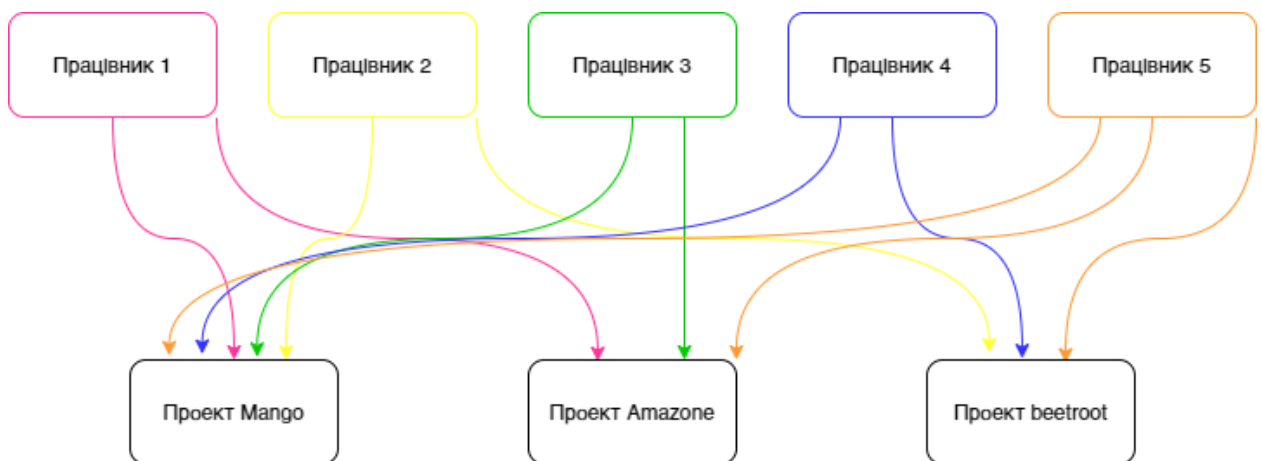 Працівник 1
Працівник 2
Працівник 3
Працівник 4
Працівник 5
Проект Mango
Проект Amazone
Проект beetroot